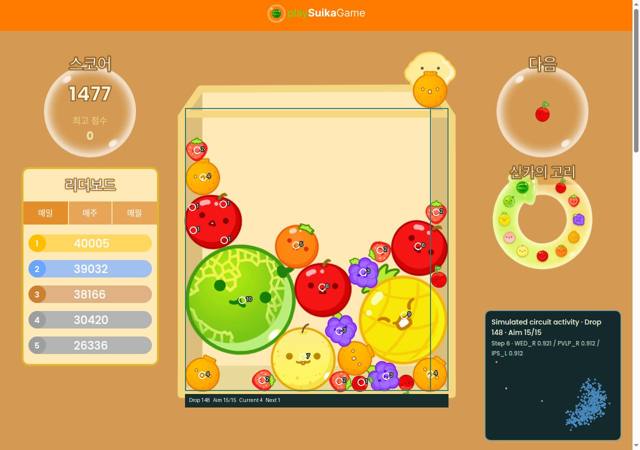 playSuikaGame
스코어
1477
최고 점수
0
다음
신카의 고리
리더보드
매일
매주
매월
1
40005
2
39032
3
38166
4
30420
5
26336
Simulated circuit activity · Drop
148 · Aim 15/15
Step 6 · WED_R 0.921 / PVLP_R 0.912 /
IPS_L 0.912
Drop 148 Aim 15/15 Current 4 Next 1